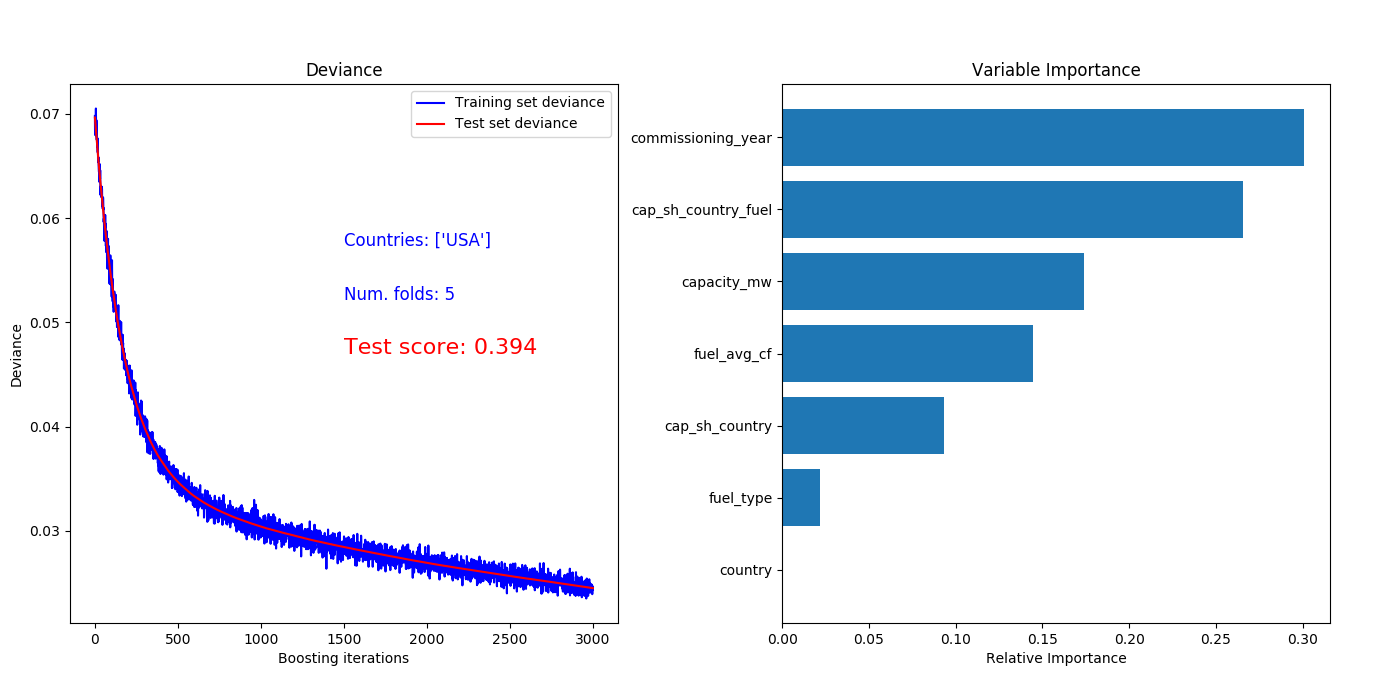 Deviance
Training set deviance
Test set deviance
Countries: ['USA']
Num. folds: 5
Test score: 0.394
Deviance
0.07
0.06
0.05
0.04
0.03
0
500
1000
1500
2000
2500
3000
Boosting iterations
Variable Importance
commissioning_year
cap_sh_country_fuel
capacity_mw
fuel_avg_cf
cap_sh_country
fuel_type
country
0.00
0.05
0.10
0.15
0.20
0.25
0.30
Relative Importance